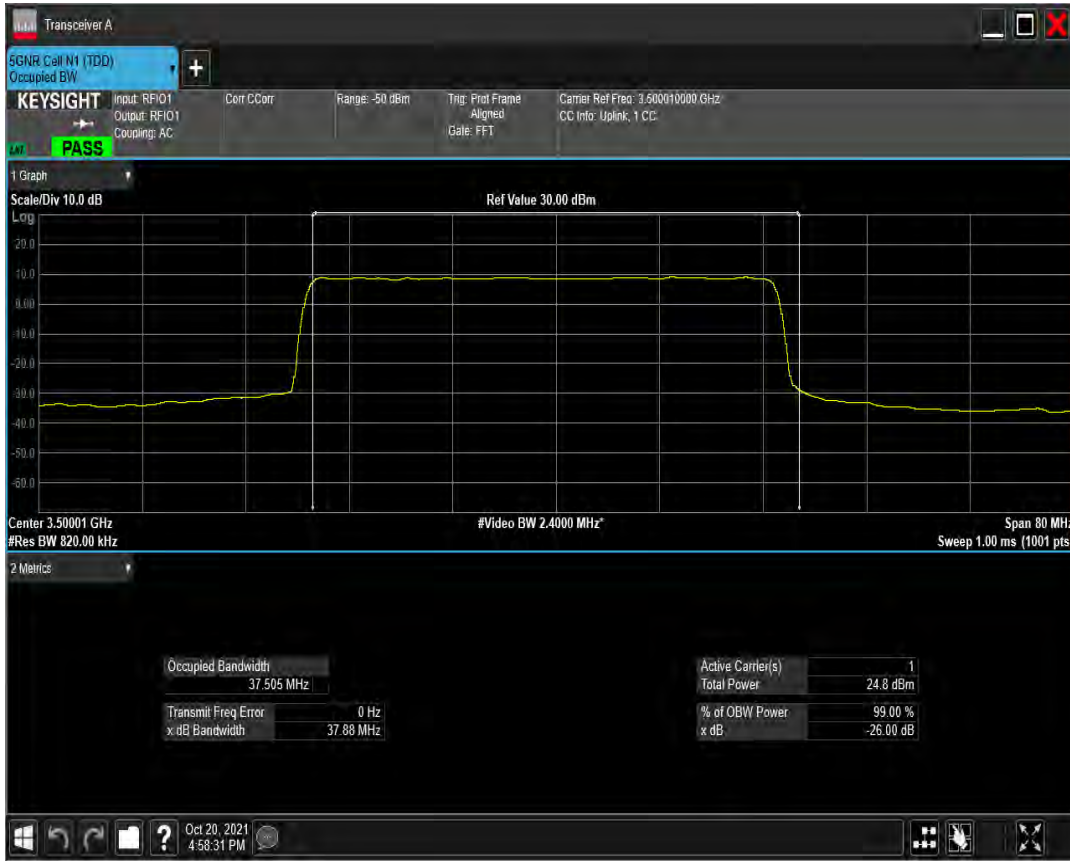 Transceiver A
5GNR Cell N1 (TDD)
Occupied BW
+
KEYSIGHT
Input: RFIO1
Output: RFIO1
Coupling: AC
Corr CCorr
Range: -50 dBm
Trig: Prot Frame
Aligned
Gate: FFT
Carrier Ref Freq: 3.500010000 GHz
CC Info: Uplink, 1 CC
PASS
1 Graph
Scale/Div 10.0 dB
Ref Value 30.00 dBm
Log
20.0
10.0
0.00
-10.0
-20.0
-30.0
-40.0
-50.0
-60.0
Center 3.50001 GHz
#Video BW 2.4000 MHz*
Span 80 MHz
#Res BW 820.00 kHz
Sweep 1.00 ms (1001 pts
2 Metrics
Occupied Bandwidth
37.505 MHz
Transmit Freq Error 0 Hz
x dB Bandwidth 37.88 MHz
Active Carrier(s) 1
Total Power 24.8 dBm
% of OBW Power 99.00 %
x dB -26.00 dB
?
Oct 20, 2021
4:58:31 PM